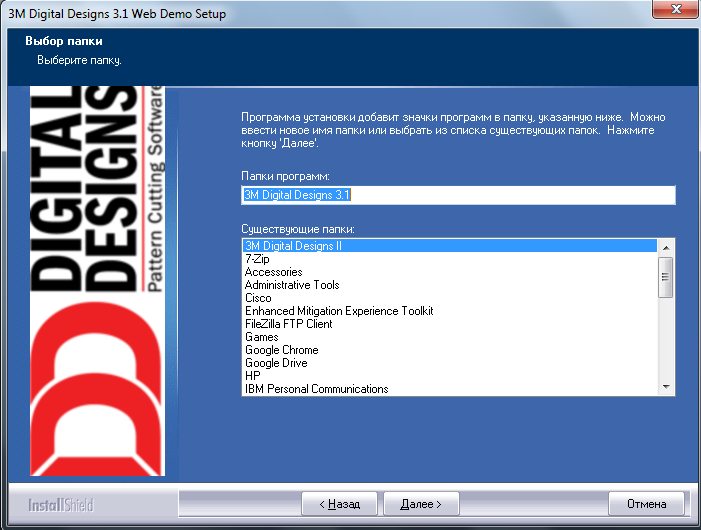 3M Digital Designs 3.1 Web Demo Setup
Выбор папки
Выберите папку.
DIGITAL
DESIGNS
Pattern Cutting Software
Программа установки добавит значки программ в папку, указанную ниже. Можно
ввести новое имя папки или выбрать из списка существующих папок. Нажмите
кнопку 'Далее'.
Папки программ:
3M Digital Designs 3.1
Существующие папки:
3M Digital Designs II
7-Zip
Accessories
Administrative Tools
Cisco
Enhanced Mitigation Experience Toolkit
FileZilla FTP Client
Games
Google Chrome
Google Drive
HP
IBM Personal Communications
InstallShield
< Назад
Далее >
Отмена